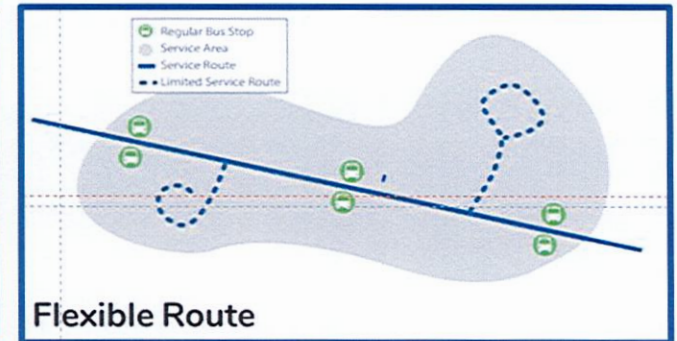 Regular Bus Stop
Service Area
Service Route
Limited Service Route
Flexible Route